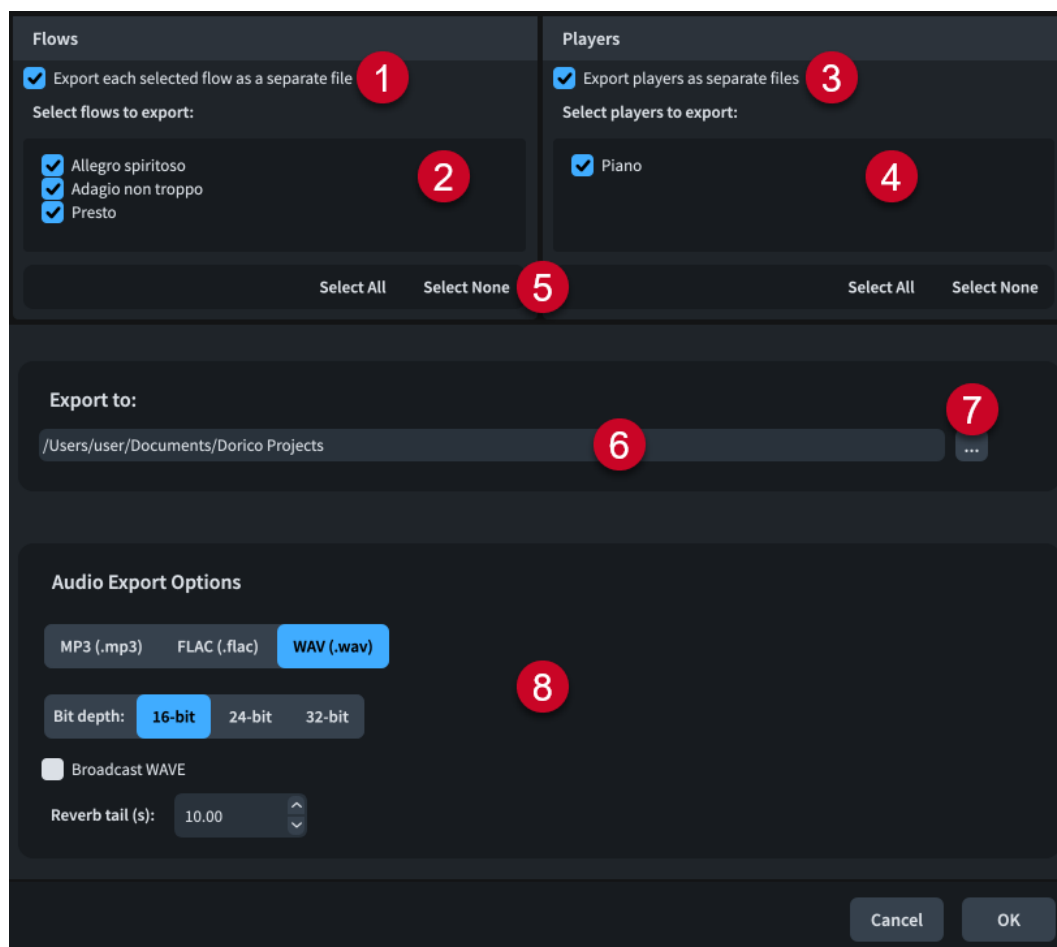 Flows
Export each selected flow as a separate file 1
Select flows to export:
Allegro spiritoso
Adagio non troppo
Presto
2
Select All Select None 5
Players
Export players as separate files 3
Select players to export:
Piano
4
Select All Select None
Export to:
7
/Users/user/Documents/Dorico Projects 6 ...
Audio Export Options
MP3 (.mp3) FLAC (.flac) WAV (.wav)
8
Bit depth: 16-bit 24-bit 32-bit
Broadcast WAVE
Reverb tail (s): 10.00
Cancel OK